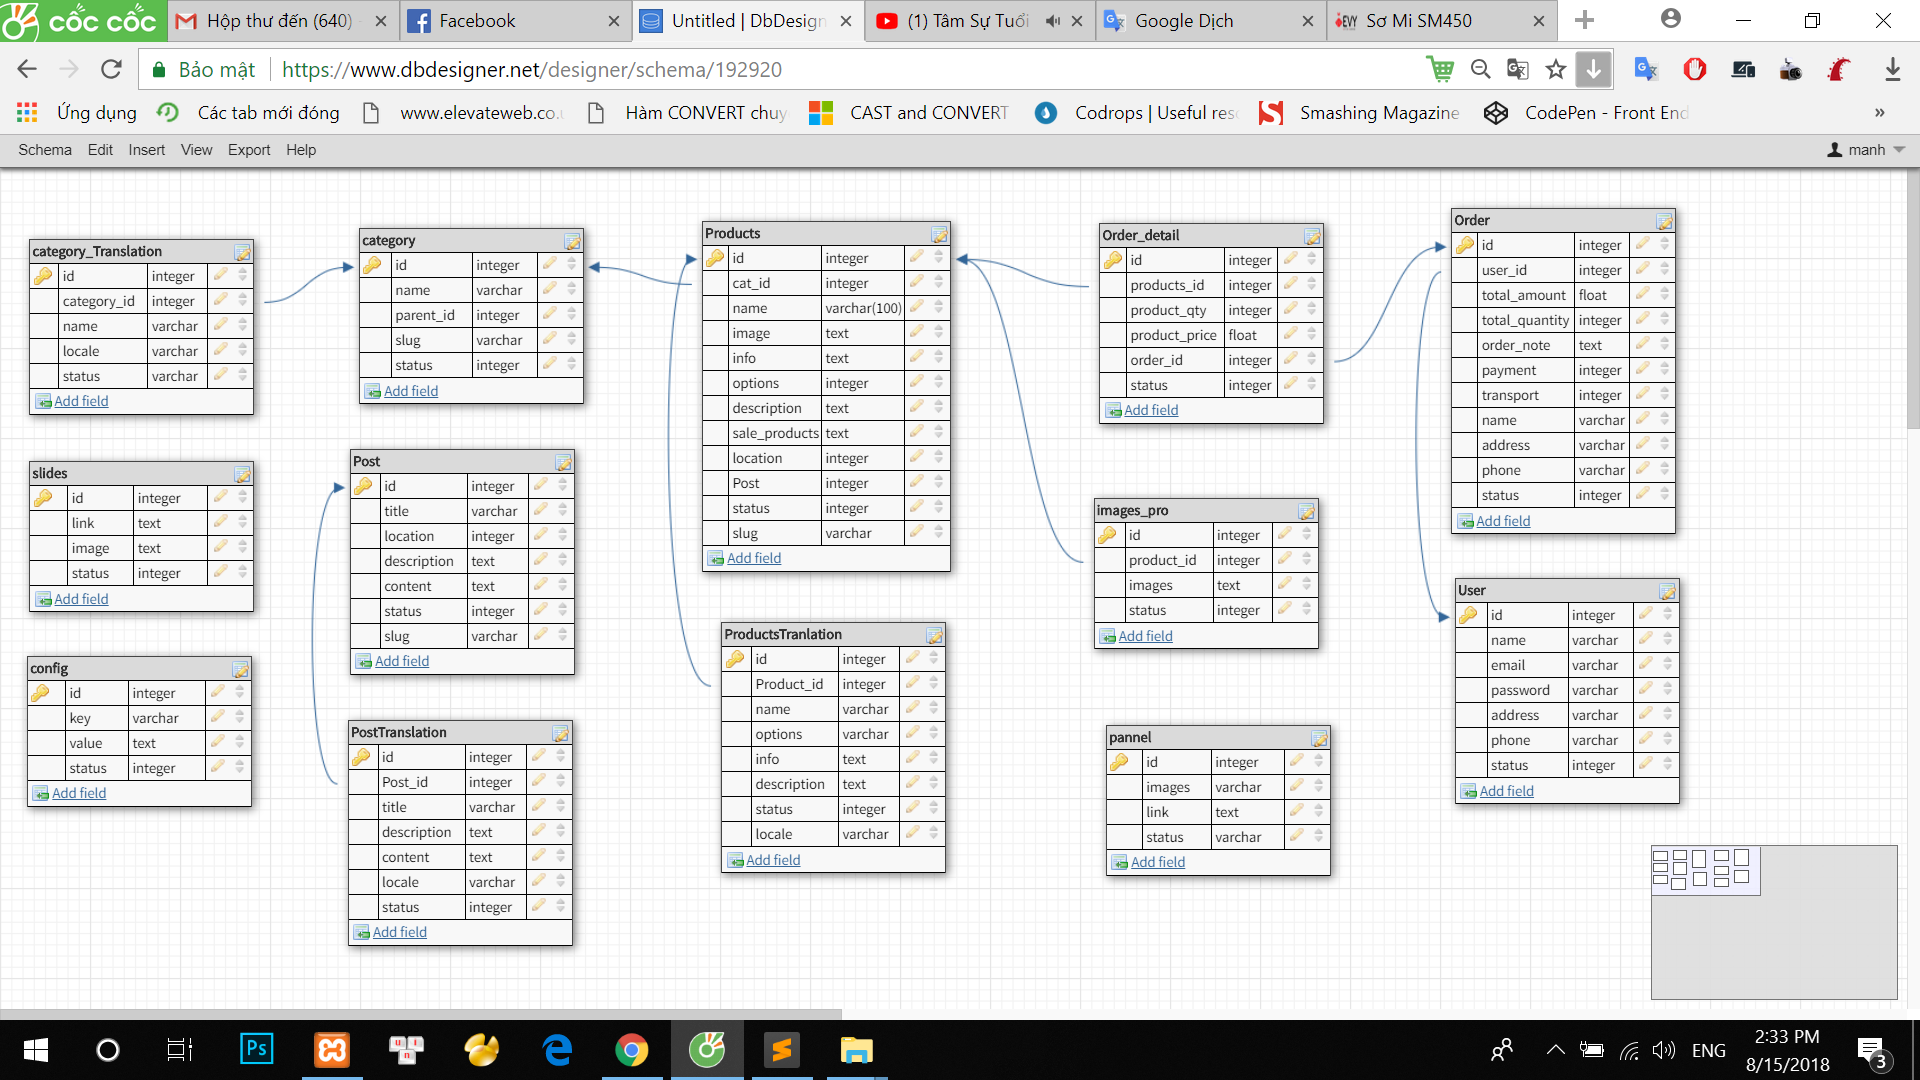 cốc cốc
Hộp thư đến (640)
Facebook
Untitled | DbDesign
(1) Tâm Sự Tuổi
Google Dịch
EVY Sơ Mi SM450
Bảo mật
https://www.dbdesigner.net/designer/schema/192920
Ứng dụng
Các tab mới đóng
www.elevateweb.co.
Hàm CONVERT chuy
CAST and CONVERT
Codrops | Useful res
Smashing Magazine
CodePen - Front End
»
Schema Edit Insert View Export Help
manh
category_Translation
id integer
category_id integer
name varchar
locale varchar
status varchar
Add field
category
id integer
name varchar
parent_id integer
slug varchar
status integer
Add field
Products
id integer
cat_id integer
name varchar(100)
image text
info text
options integer
description text
sale_products text
location integer
Post integer
status integer
slug varchar
Add field
Order_detail
id integer
products_id integer
product_qty integer
product_price float
order_id integer
status integer
Add field
Order
id integer
user_id integer
total_amount float
total_quantity integer
order_note text
payment integer
transport integer
name varchar
address varchar
phone varchar
status integer
Add field
slides
id integer
link text
image text
status integer
Add field
Post
id integer
title varchar
location integer
description text
content text
status integer
slug varchar
Add field
images_pro
id integer
product_id integer
images text
status integer
Add field
User
id integer
name varchar
email varchar
password varchar
address varchar
phone varchar
status integer
Add field
config
id integer
key varchar
value text
status integer
Add field
PostTranslation
id integer
Post_id integer
title varchar
description text
content text
locale varchar
status integer
Add field
ProductsTranlation
id integer
Product_id integer
name varchar
options varchar
info text
description text
status integer
locale varchar
Add field
pannel
id integer
images varchar
link text
status varchar
Add field
Ps
ENG
2:33 PM
8/15/2018
3